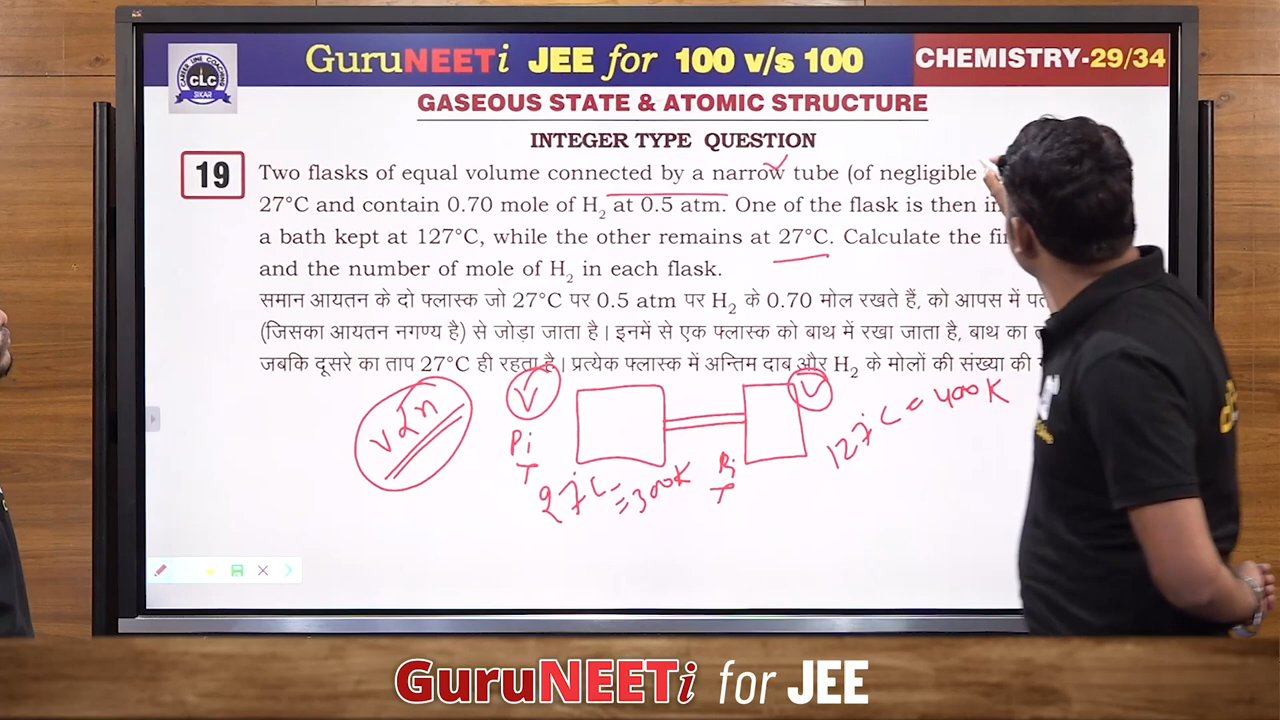 GuruNEETi JEE for 100 v/s 100
CHEMISTRY-29/34
CAREER LINE COACHING
CLC
SIKAR
GASEOUS STATE & ATOMIC STRUCTURE
INTEGER TYPE QUESTION
19
Two flasks of equal volume connected by a narrow tube (of negligible
27°C and contain 0.70 mole of H₂ at 0.5 atm. One of the flask is then
a bath kept at 127°C, while the other remains at 27°C. Calculate the
and the number of mole of H₂ in each flask.
समान आयतन के दो फ्लास्क जो 27°C पर 0.5 atm पर H₂ के 0.70 मोल रखते हैं, को आपस में
(जिसका आयतन नगण्य है) से जोड़ा जाता है। इनमें से एक फ्लास्क को बाथ में रखा जाता है, बाथ का
जबकि दूसरे का ताप 27°C ही रहता है। प्रत्येक फ्लास्क में अन्तिम दाब और H₂ के मोलों की संख्या की
V
V
Pi
T
27°C
=300K
Pi
T
127°C = 400K
GuruNEETi for JEE